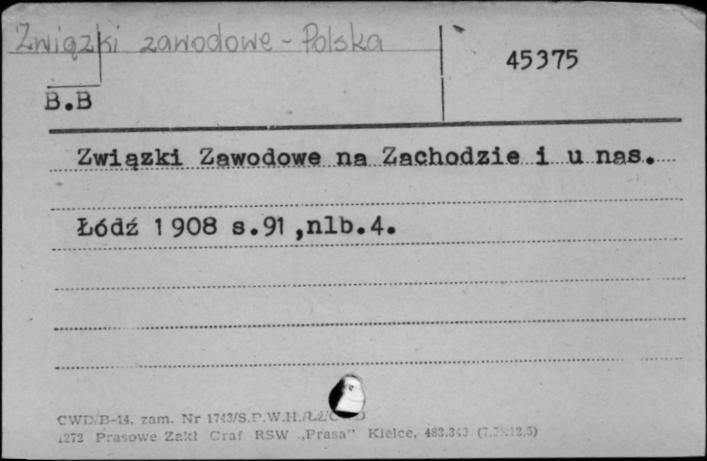 Związki zawodowe - Polska
45375
B.B
Związki Zawodowe na Zachodzie i u nas.
Łódź 1908 s.91,nlb.4.
CWD/B-14. zam. Nr 1743/S.P.W.H./
Prasowe Zakł Graf RSW „Prasa" Kielce,